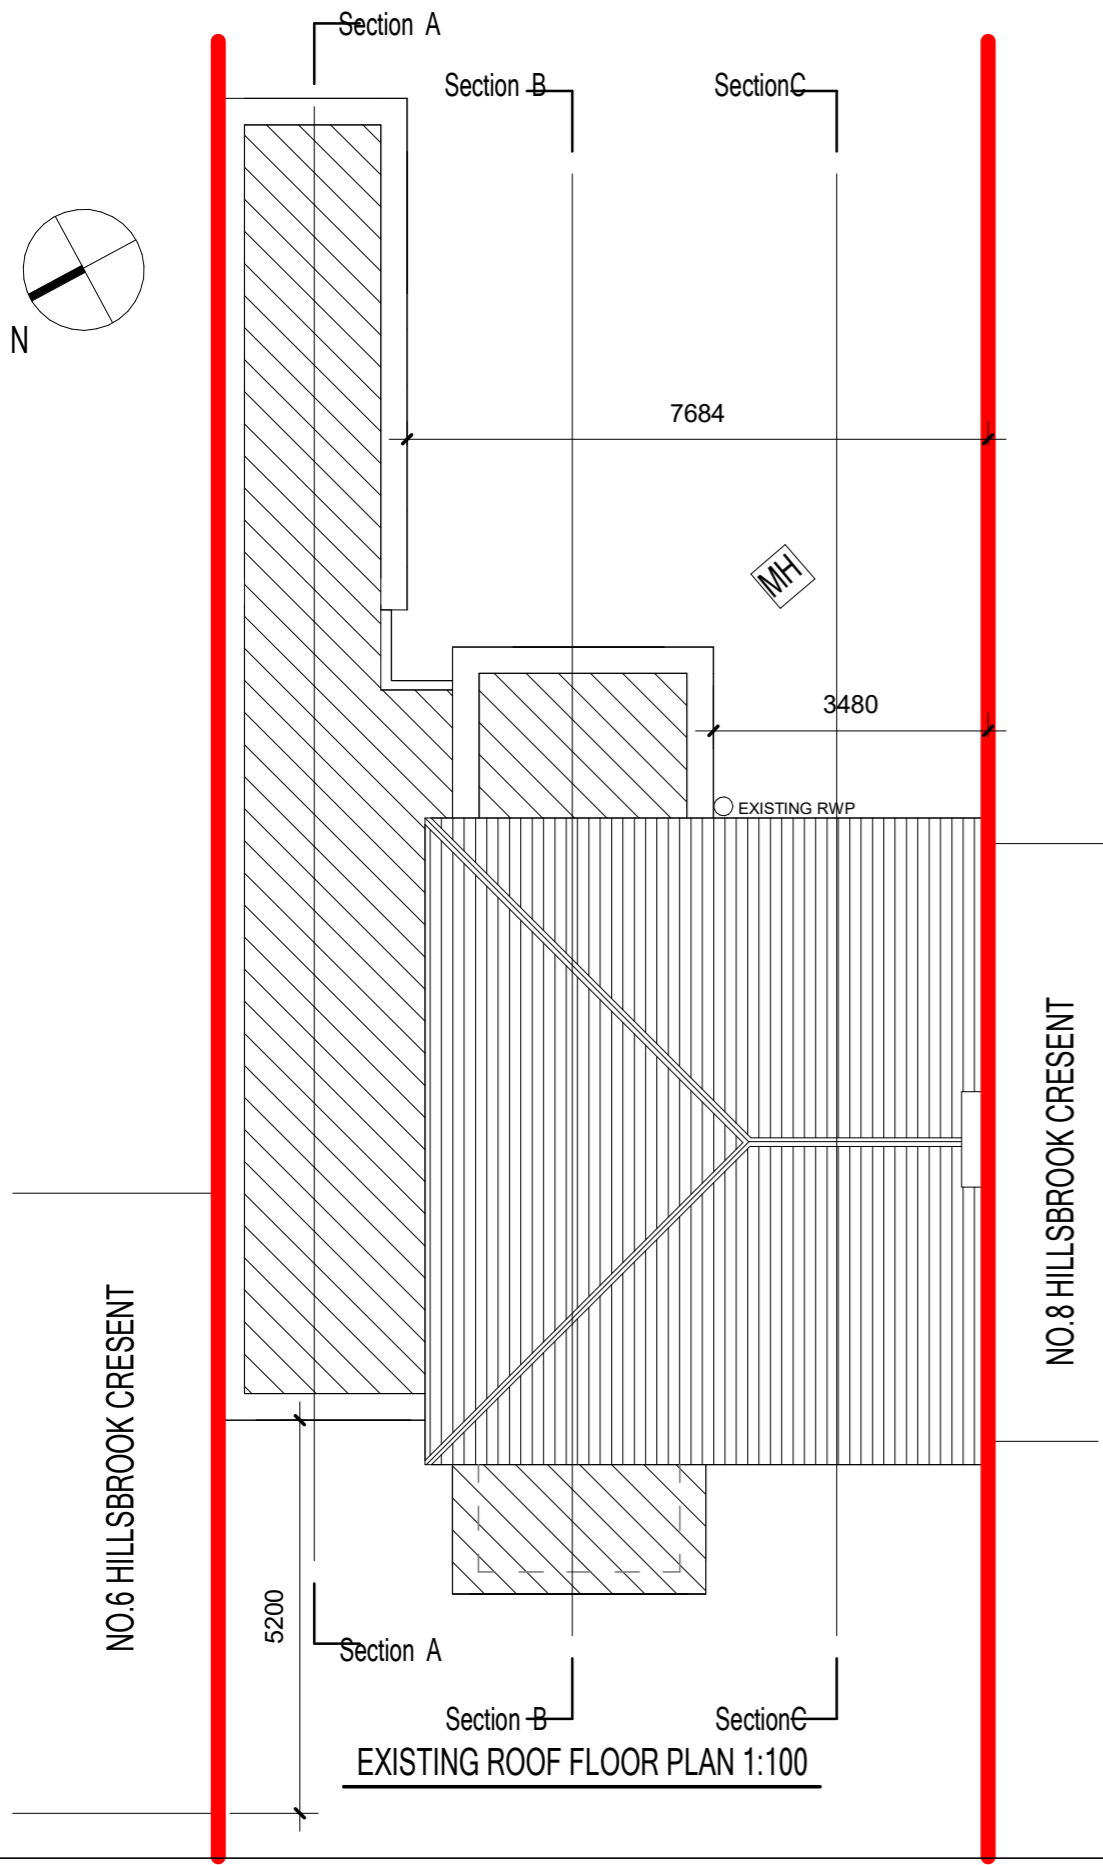 Section A
Section B
SectionC
N
7684
MH
3480
EXISTING RWP
NO.8 HILLSBROOK CRESENT
NO.6 HILLSBROOK CRESENT
5200
Section A
Section B
SectionC
EXISTING ROOF FLOOR PLAN 1:100